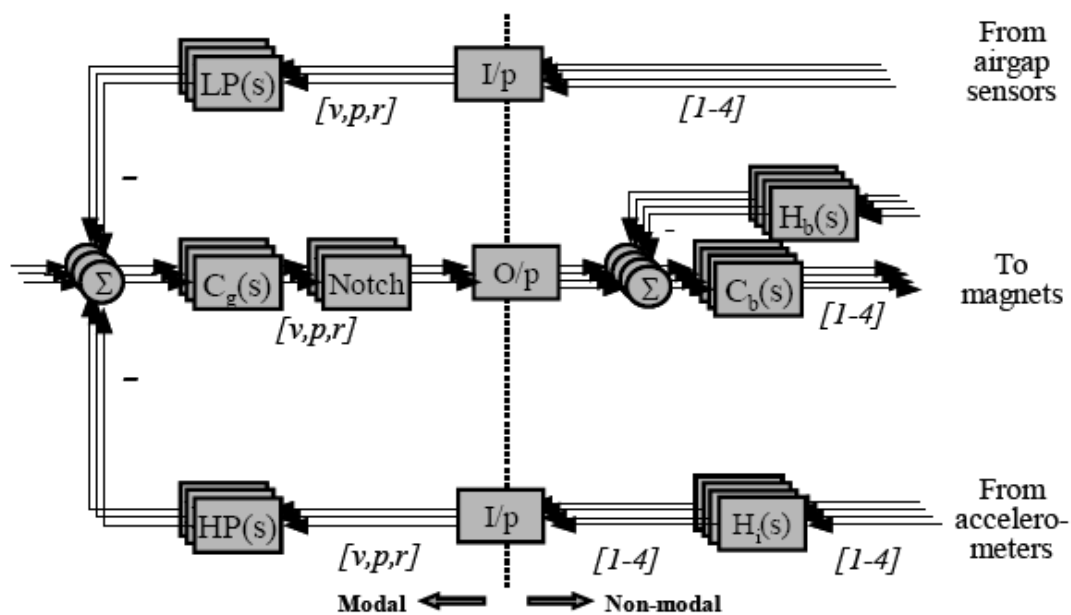 From
airgap
sensors
LP(s)
I/p
[v,p,r]
[1-4]
–
H_b(s)
-
Σ
C_g(s)
Notch
O/p
Σ
C_b(s)
To
magnets
[v,p,r]
[1-4]
–
HP(s)
I/p
H_i(s)
From
accelero-
meters
[v,p,r]
[1-4]
[1-4]
Modal
Non-modal